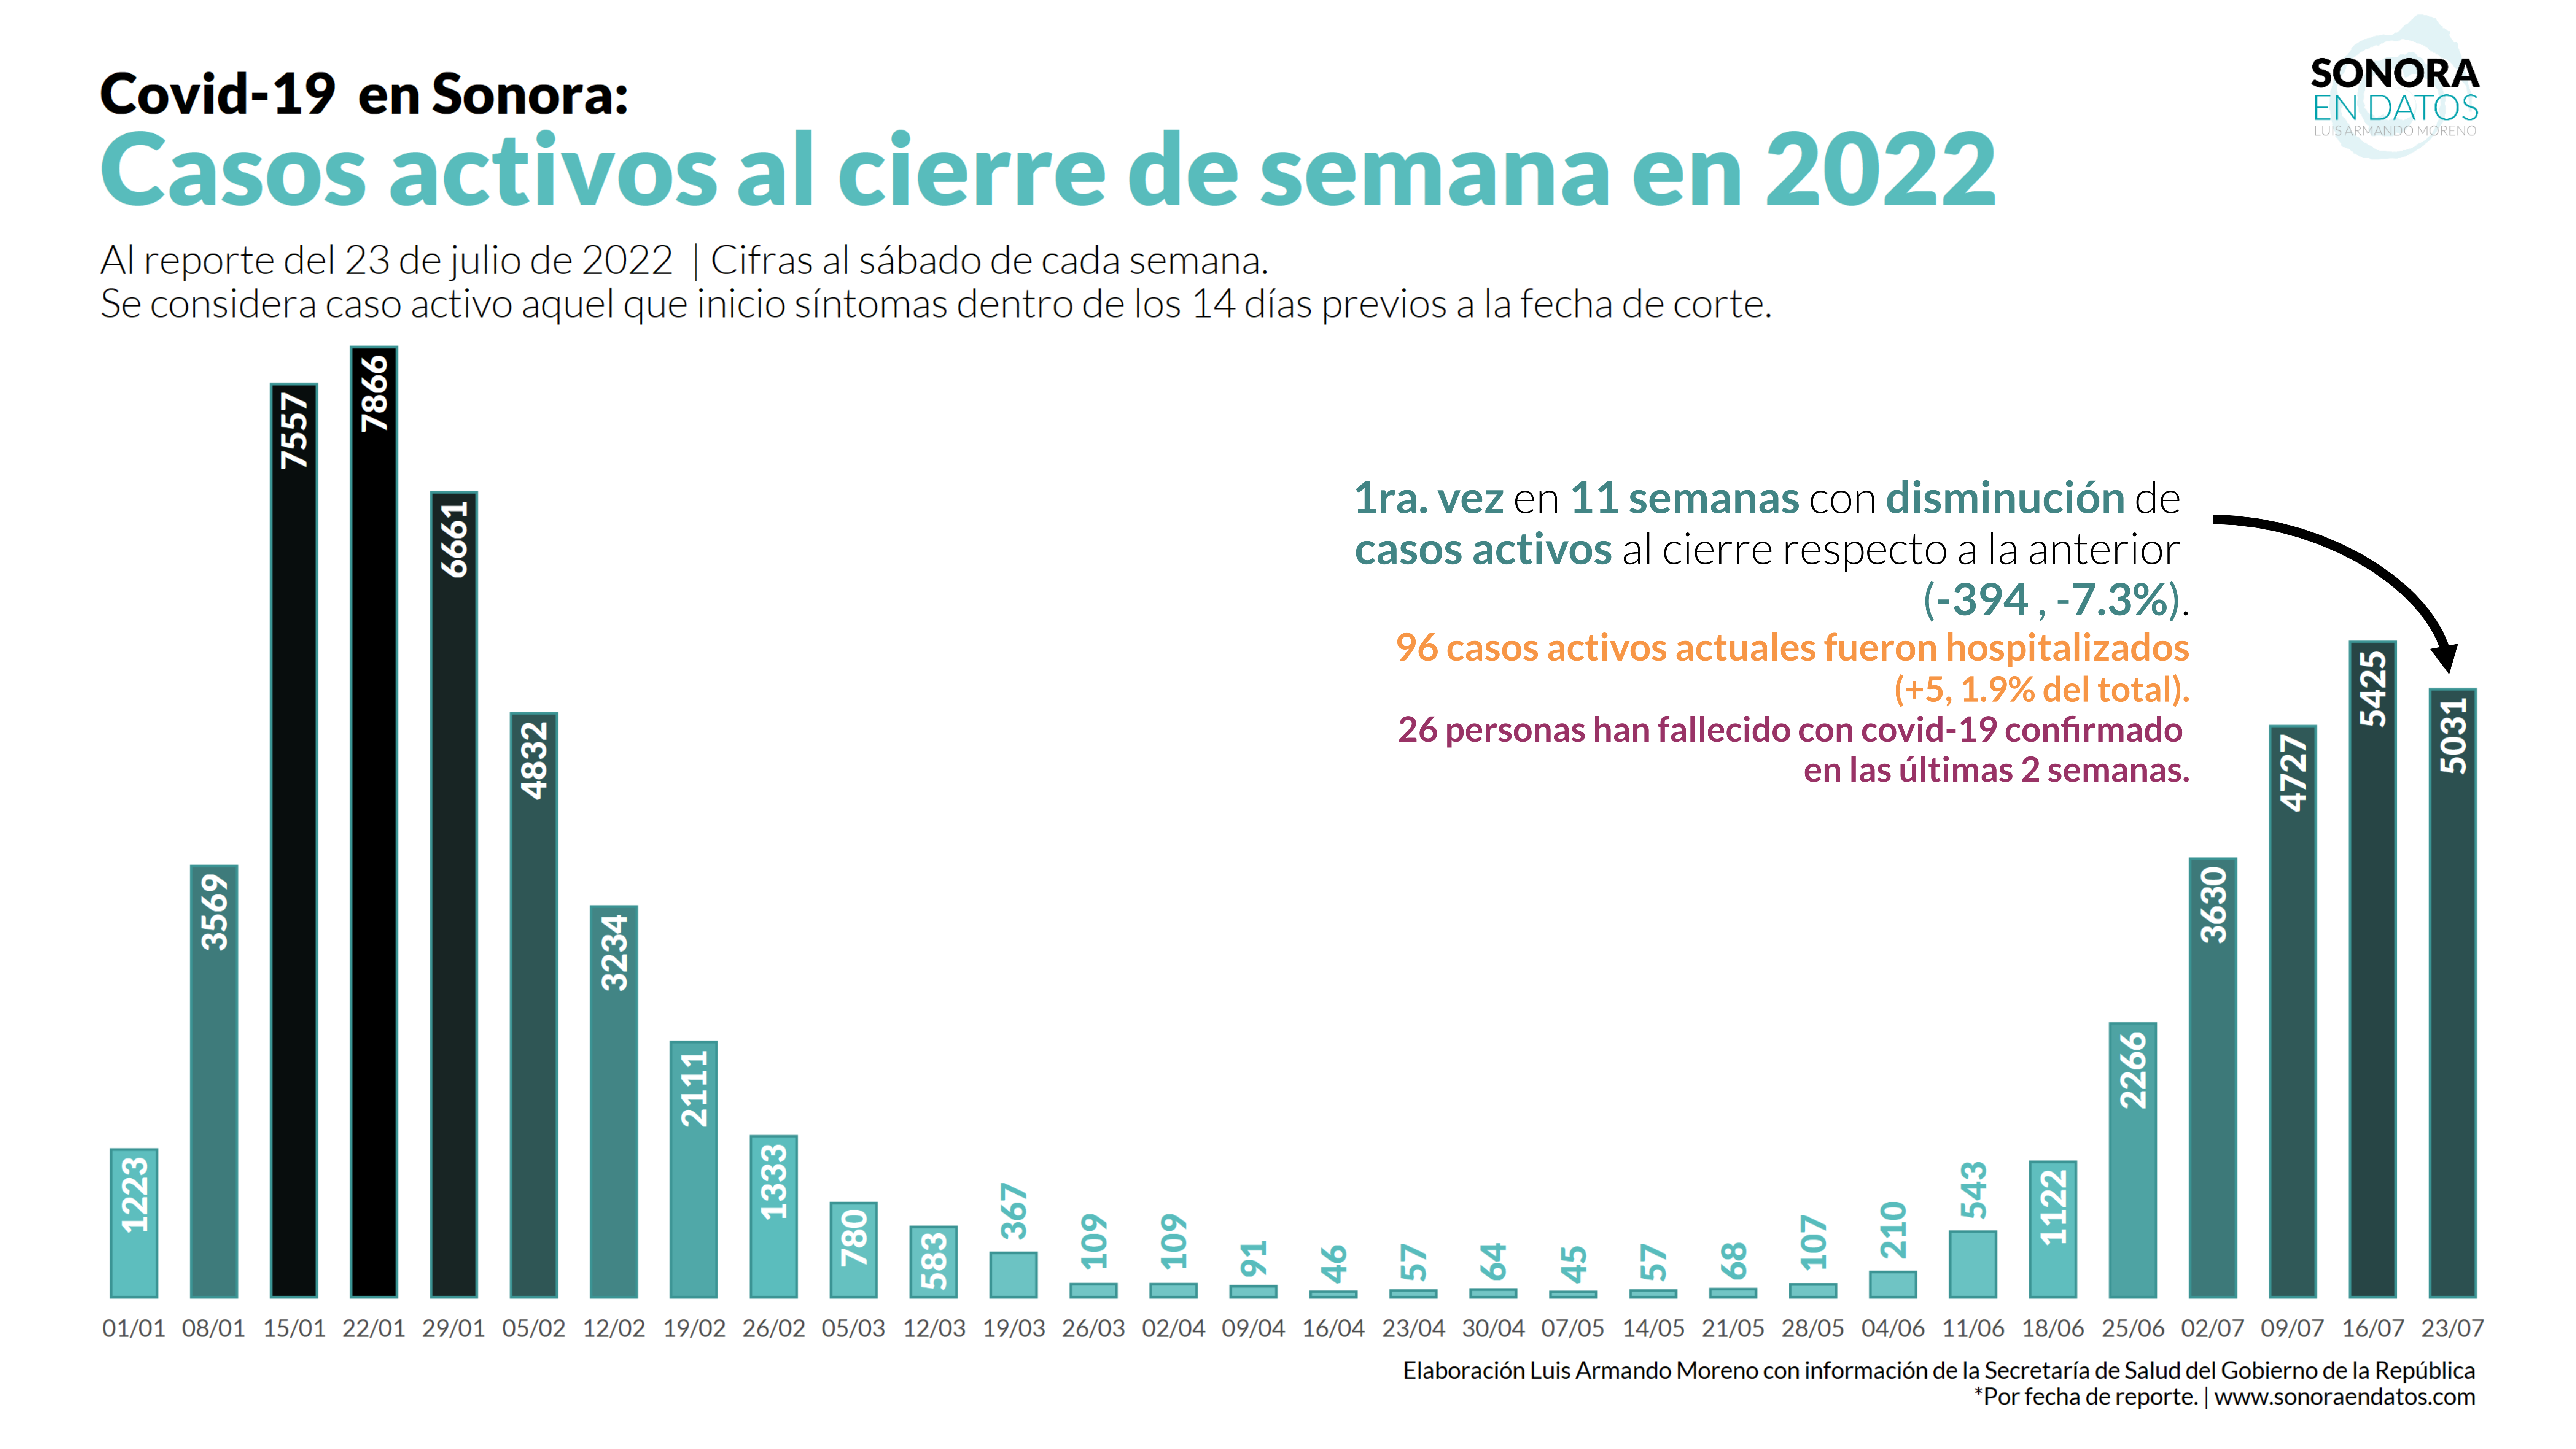 SONORA
EN DATOS
LUIS ARMANDO MORENO
Covid-19 en Sonora:
Casos activos al cierre de semana en 2022
Al reporte del 23 de julio de 2022 | Cifras al sábado de cada semana.
Se considera caso activo aquel que inicio síntomas dentro de los 14 días previos a la fecha de corte.
1ra. vez en 11 semanas con disminución de
casos activos al cierre respecto a la anterior
(-394 , -7.3%).
96 casos activos actuales fueron hospitalizados
(+5, 1.9% del total).
26 personas han fallecido con covid-19 confirmado
en las últimas 2 semanas.
1223 3569 7557 7866 6661 4832 3234 2111 1333 780 583 367 109 109 91 46 57 64 45 57 68 107 210 543 1122 2266 3630 4727 5425 5031
01/01 08/01 15/01 22/01 29/01 05/02 12/02 19/02 26/02 05/03 12/03 19/03 26/03 02/04 09/04 16/04 23/04 30/04 07/05 14/05 21/05 28/05 04/06 11/06 18/06 25/06 02/07 09/07 16/07 23/07
Elaboración Luis Armando Moreno con información de la Secretaría de Salud del Gobierno de la República
*Por fecha de reporte. | www.sonoraendatos.com